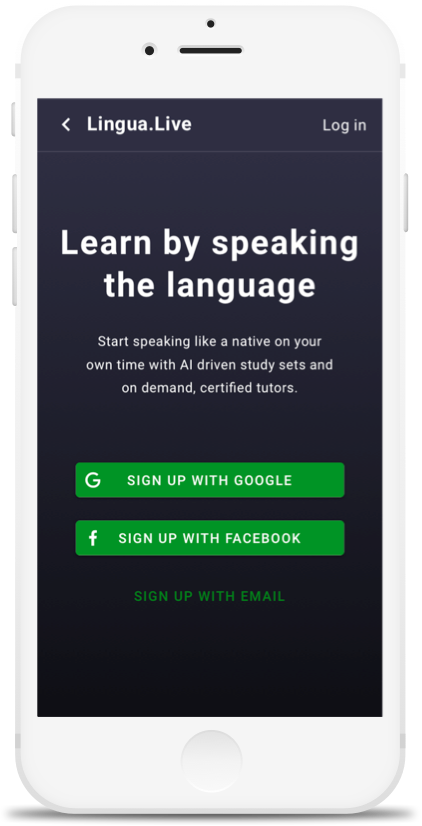 Lingua.Live
Log in
Learn by speaking
the language
Start speaking like a native on your
own time with AI driven study sets and
on demand, certified tutors.
SIGN UP WITH GOOGLE
SIGN UP WITH FACEBOOK
SIGN UP WITH EMAIL